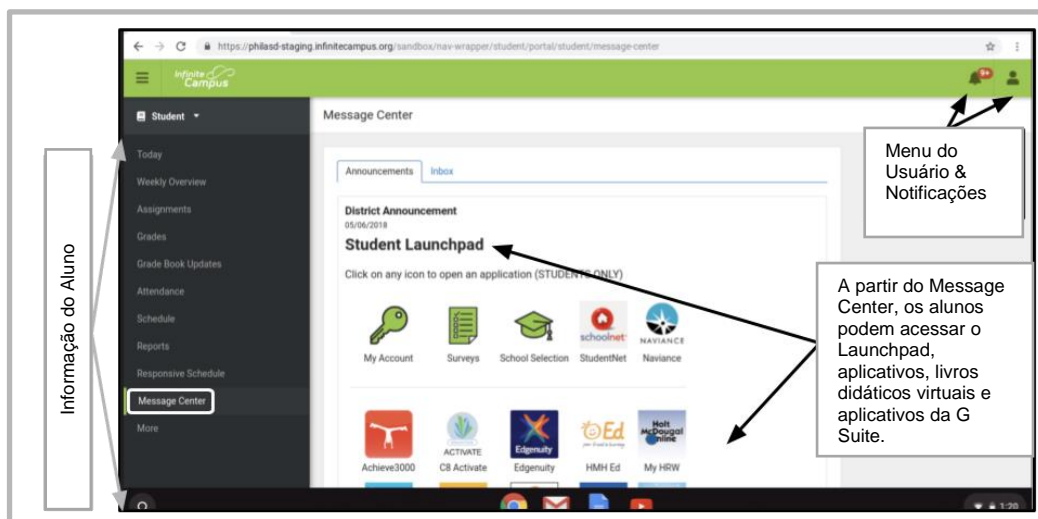 https://philasd-staging.infinitecampus.org/sandbox/nav-wrapper/student/portal/student/message-center
Infinite Campus
9+
Student
Message Center
Today
Weekly Overview
Assignments
Grades
Grade Book Updates
Attendance
Schedule
Reports
Responsive Schedule
Message Center
More
Informação do Aluno
Announcements
Inbox
District Announcement
05/06/2018
Student Launchpad
Click on any icon to open an application (STUDENTS ONLY)
schoolnet
NAVIANCE
My Account
Surveys
School Selection
StudentNet
Naviance
ACTIVATE
Edgenuity
Ed
Holt
McDougal
Online
Achieve3000
C8 Activate
Edgenuity
HMH Ed
My HRW
1:20
Menu do
Usuário &
Notificações
A partir do Message
Center, os alunos
podem acessar o
Launchpad,
aplicativos, livros
didáticos virtuais e
aplicativos da G
Suite.